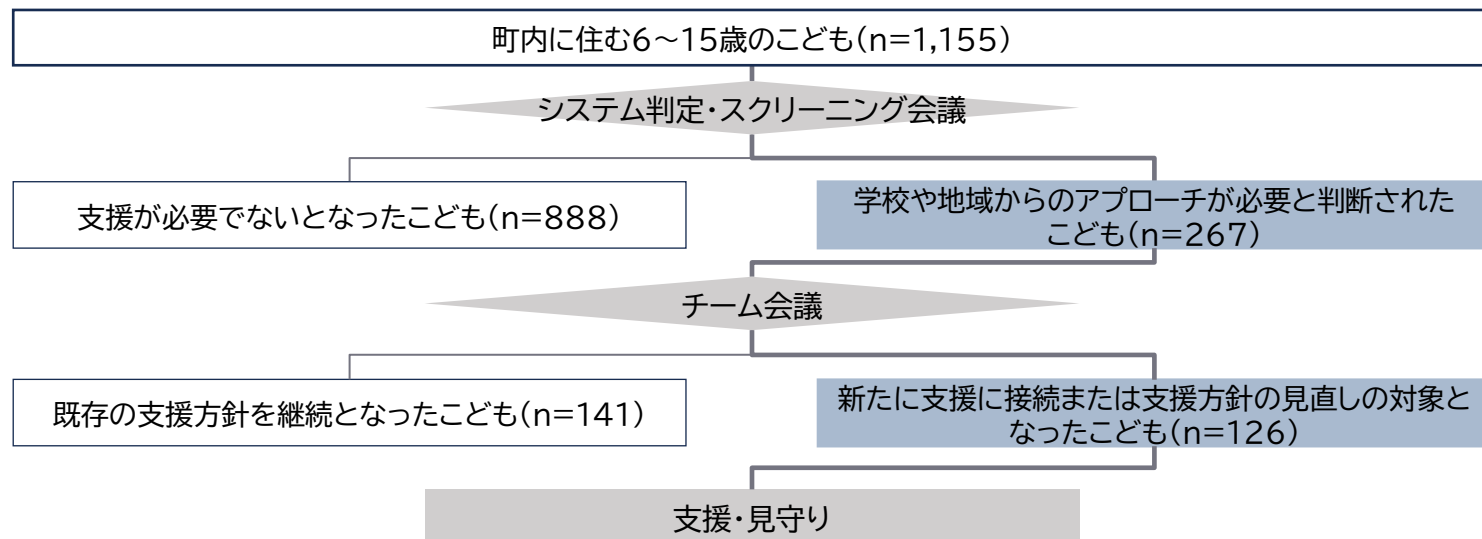 町内に住む6～15歳のこども(n=1,155)
システム判定・スクリーニング会議
支援が必要でないとなったこども(n=888)
学校や地域からのアプローチが必要と判断された
こども(n=267)
チーム会議
既存の支援方針を継続となったこども(n=141)
新たに支援に接続または支援方針の見直しの対象と
なったこども(n=126)
支援・見守り